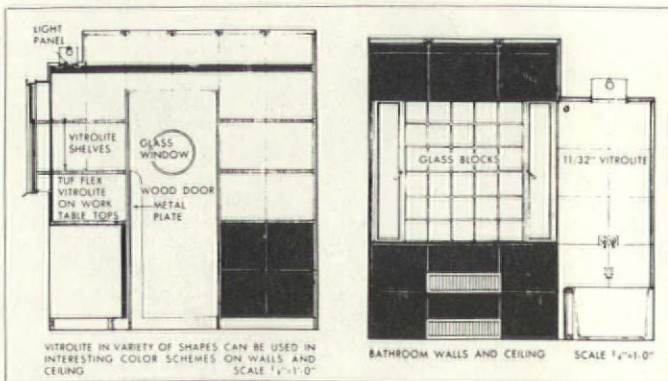 LIGHT
PANEL
VITROLITE
SHELVES
GLASS
WINDOW
TUF FLEX
VITROLITE
ON WORK
TABLE TOPS
WOOD DOOR
METAL
PLATE
VITROLITE IN VARIETY OF SHAPES CAN BE USED IN
INTERESTING COLOR SCHEMES ON WALLS AND
CEILING SCALE ¼"=1'-0"
GLASS BLOCKS
11/32" VITROLITE
BATHROOM WALLS AND CEILING SCALE ¼"=1'-0"